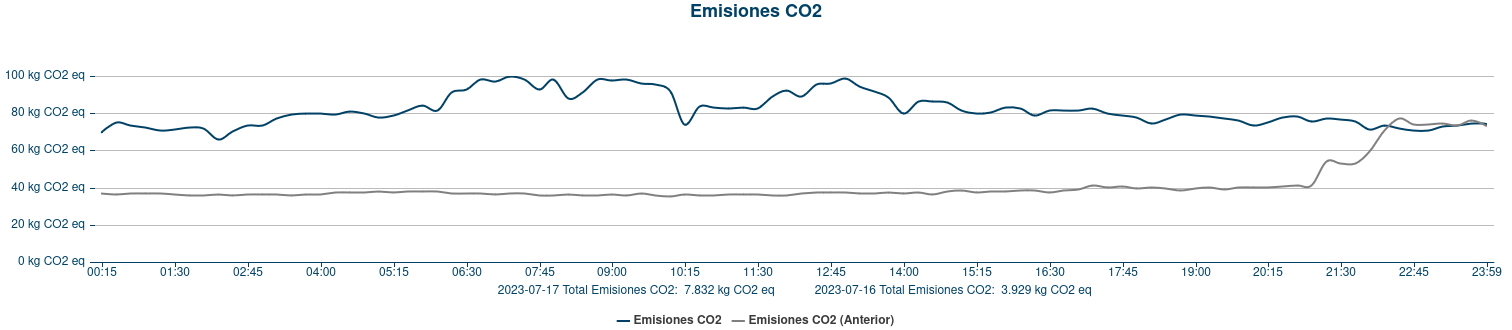 Emisiones CO2
100 kg CO2 eq
80 kg CO2 eq
60 kg CO2 eq
40 kg CO2 eq
20 kg CO2 eq
0 kg CO2 eq
00:15 01:30 02:45 04:00 05:15 06:30 07:45 09:00 10:15 11:30 12:45 14:00 15:15 16:30 17:45 19:00 20:15 21:30 22:45 23:59
2023-07-17 Total Emisiones CO2: 7.832 kg CO2 eq 2023-07-16 Total Emisiones CO2: 3.929 kg CO2 eq
Emisiones CO2 Emisiones CO2 (Anterior)